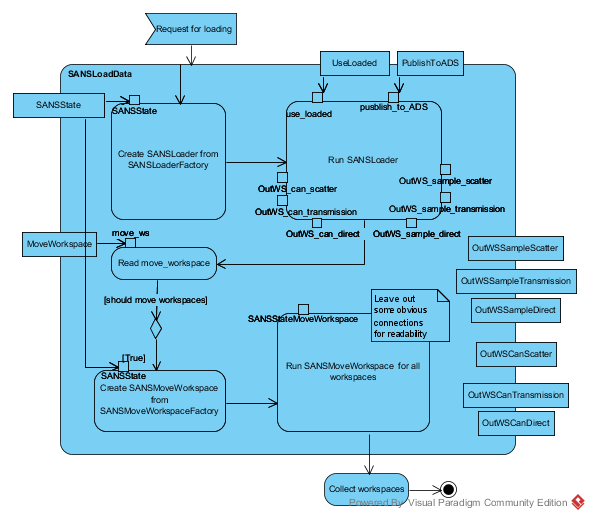 Request for loading
SANSLoadData
UseLoaded
PublishToADS
SANSState
SANSState
use_loaded
pusblish_to_ADS
Create SANSLoader from
SANSLoaderFactory
Run SANSLoader
OutWS_can_scatter
OutWS_sample_scatter
OutWS_can_transmission
OutWS_sample_transmission
OutWS_can_direct
OutWS_sample_direct
MoveWorkspace
move_ws
Read move_workspace
[should move workspaces]
OutWSSampleScatter
OutWSSampleTransmission
OutWSSampleDirect
OutWSCanScatter
OutWSCanTransmission
OutWSCanDirect
Leave out
some obvious
connections
for readability
SANSStateMoveWorkspace
Run SANSMoveWorkspace for all
workspaces
[True]
SANSState
Create SANSMoveWorkspace
from
SANSMoveWorkespaceFactory
Collect workspaces
Powered By Visual Paradigm Community Edition